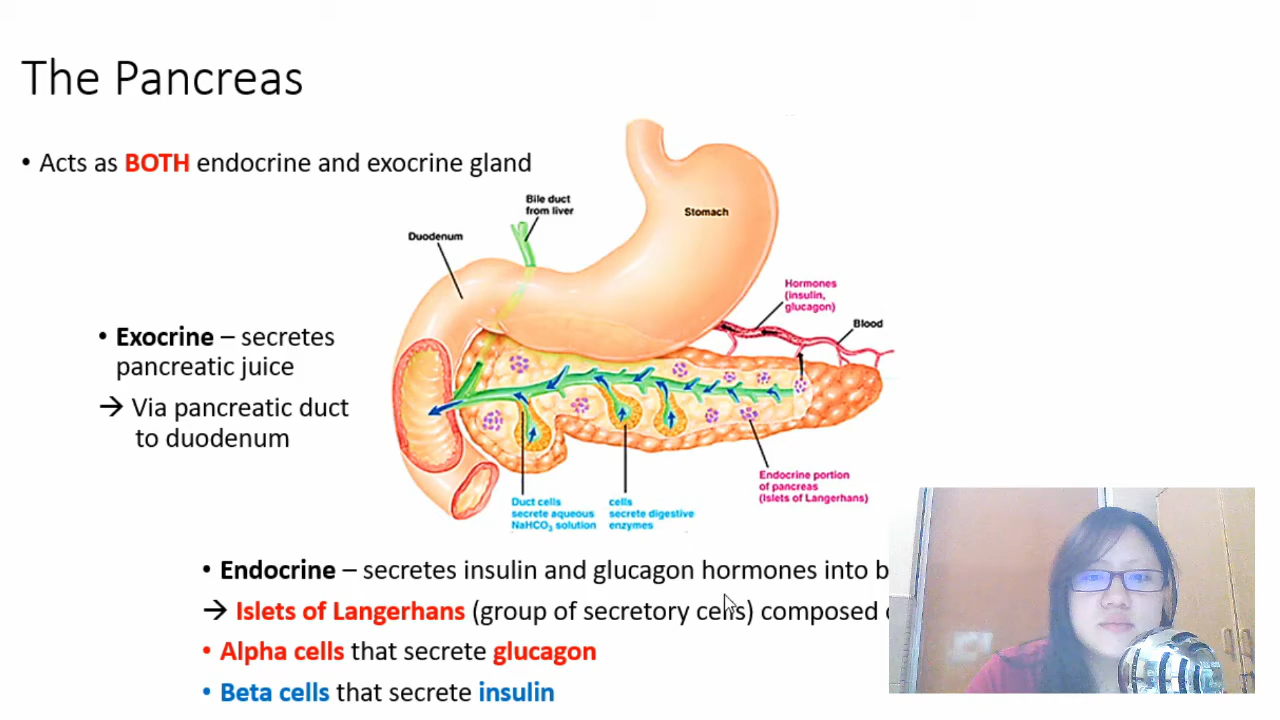 The Pancreas
• Acts as BOTH endocrine and exocrine gland
Bile duct
from liver
Duodenum
Stomach
Hormones
(insulin,
glucagon)
Blood
• Exocrine – secretes
pancreatic juice
→ Via pancreatic duct
to duodenum
Endocrine portion
of pancreas
(Islets of Langerhans)
Duct cells
secrete aqueous
NaHCO₃ solution
cells
secrete digestive
enzymes
• Endocrine – secretes insulin and glucagon hormones into
→ Islets of Langerhans (group of secretory cells) composed
• Alpha cells that secrete glucagon
• Beta cells that secrete insulin